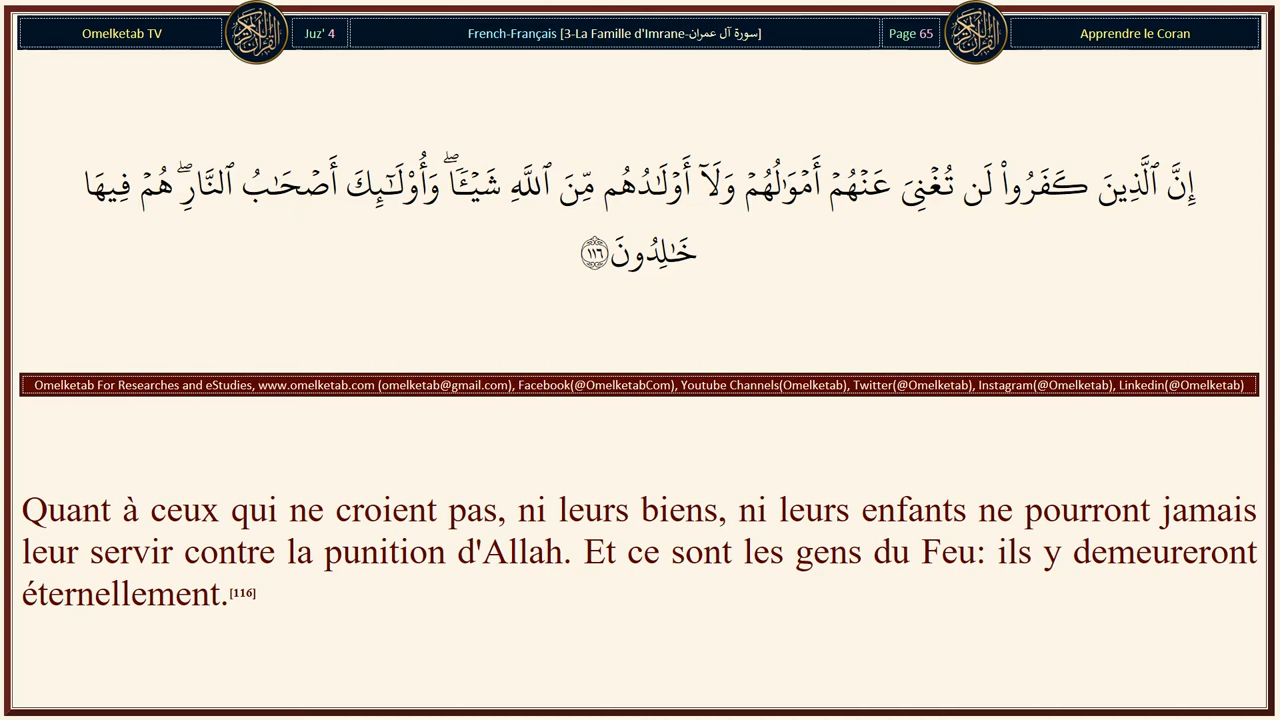 Omelketab TV
Juz' 4
French-Français [3-La Famille d'Imrane-سورة آل عمران]
Page 65
Apprendre le Coran
إِنَّ ٱلَّذِينَ كَفَرُوا۟ لَن تُغْنِىَ عَنْهُمْ أَمْوَٰلُهُمْ وَلَآ أَوْلَـٰدُهُم مِّنَ ٱللَّهِ شَيْـًٔا ۖ وَأُو۟لَـٰٓئِكَ أَصْحَـٰبُ ٱلنَّارِ ۖ هُمْ فِيهَا
خَـٰلِدُونَ ١١٦
Omelketab For Researches and eStudies, www.omelketab.com (omelketab@gmail.com), Facebook(@OmelketabCom), Youtube Channels(Omelketab), Twitter(@Omelketab), Instagram(@Omelketab), Linkedin(@Omelketab)
Quant à ceux qui ne croient pas, ni leurs biens, ni leurs enfants ne pourront jamais
leur servir contre la punition d'Allah. Et ce sont les gens du Feu: ils y demeureront
éternellement.[116]